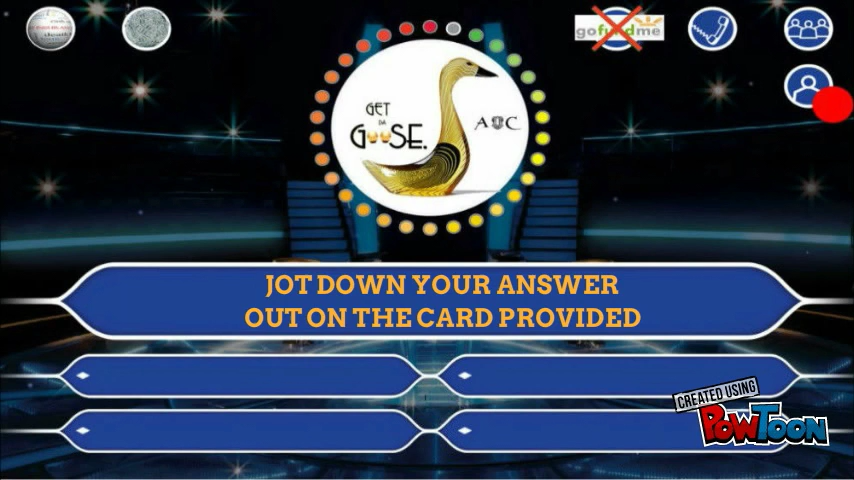 gofundme
GET
DA
GOOSE.
AOC
JOT DOWN YOUR ANSWER
OUT ON THE CARD PROVIDED
CREATED USING
POWTOON